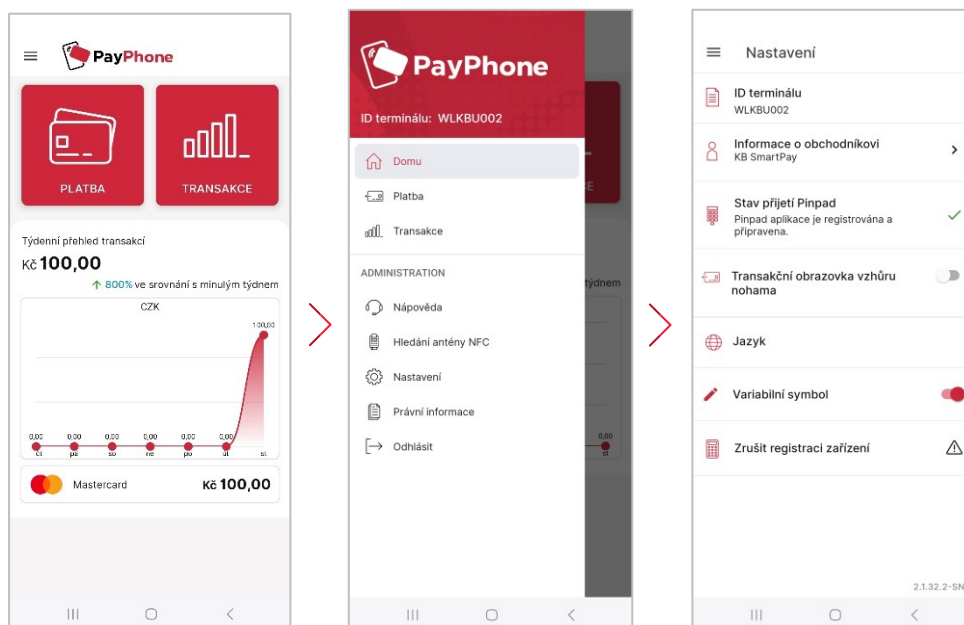 PayPhone
PLATBA
TRANSAKCE
Týdenní přehled transakcí
Kč 100,00
800% ve srovnání s minulým týdnem
CZK
100,00
0,00 0,00 0,00 0,00 0,00 0,00
čt pá so ne po út st
Mastercard Kč 100,00
PayPhone
ID terminálu: WLKBU002
Domu
Platba
Transakce
ADMINISTRATION
Nápověda
Hledání antény NFC
Nastavení
Právní informace
Odhlásit
CE
týdnem
0,00
st
Nastavení
ID terminálu
WLKBU002
Informace o obchodníkovi
KB SmartPay
Stav přijetí Pinpad
Pinpad aplikace je registrována a
připravena.
Transakční obrazovka vzhůru
nohama
Jazyk
Variabilní symbol
Zrušit registraci zařízení
2.1.32.2-SN